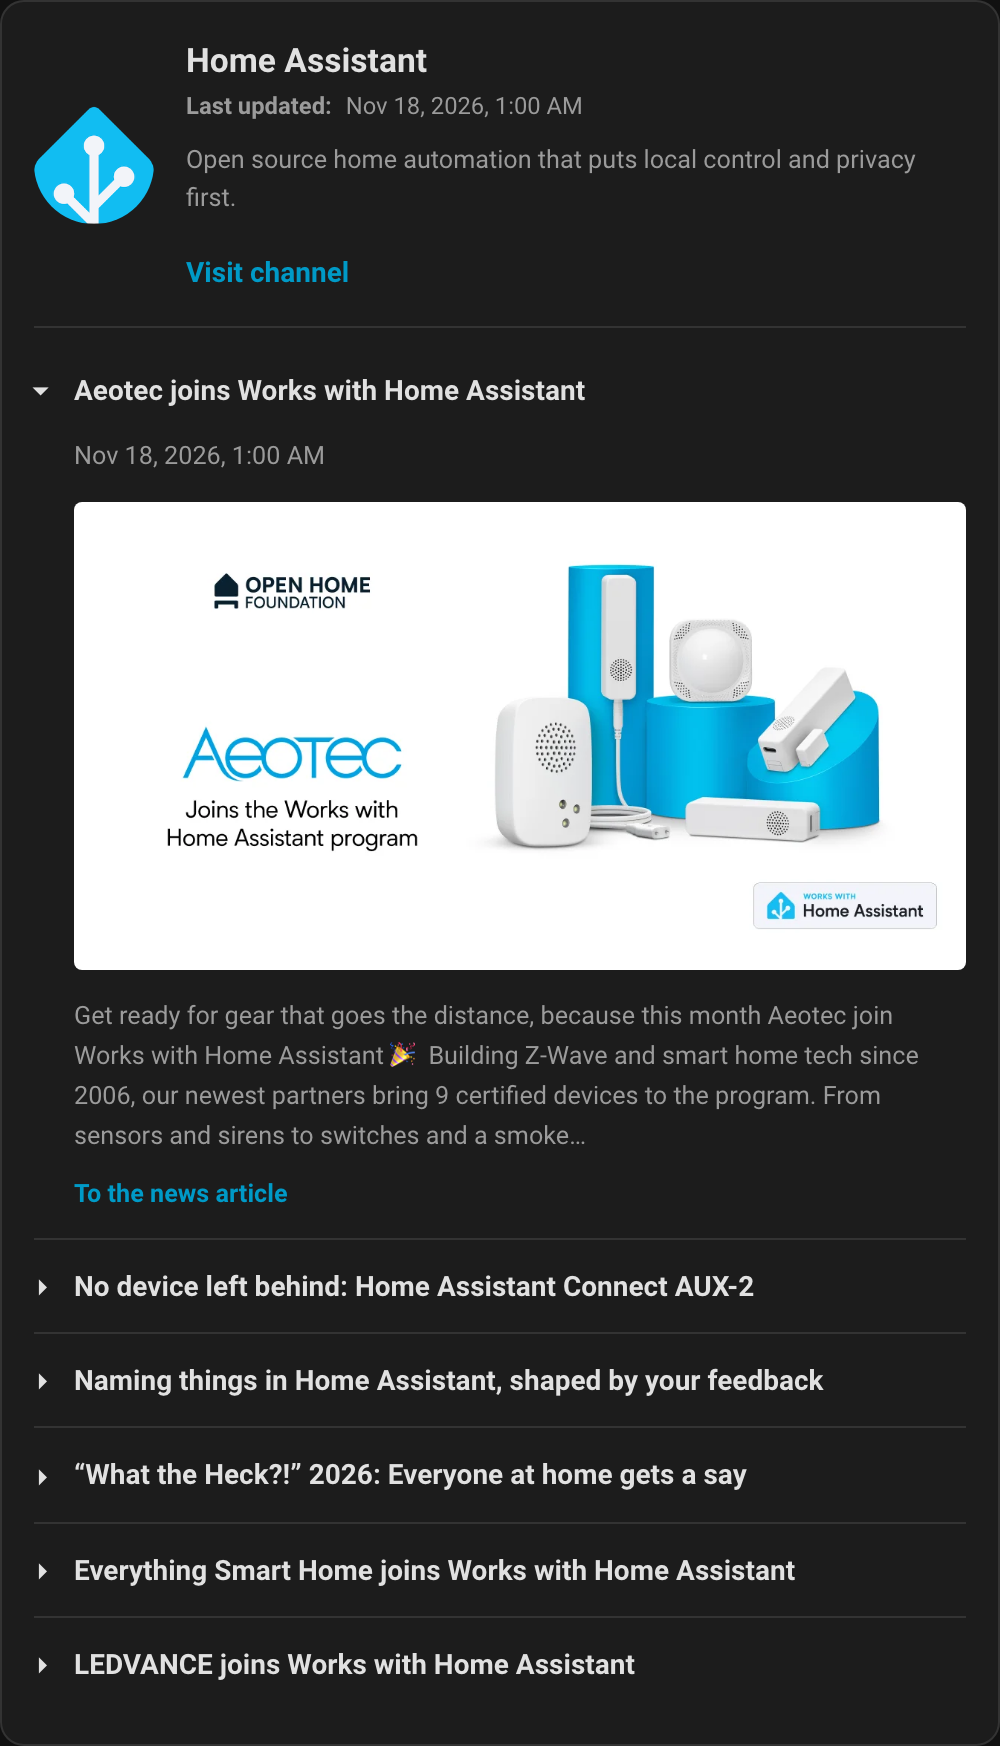 Home Assistant
Last updated: Nov 18, 2026, 1:00 AM
Open source home automation that puts local control and privacy
first.
Visit channel
Aeotec joins Works with Home Assistant
Nov 18, 2026, 1:00 AM
OPEN HOME
FOUNDATION
AEOTEC
Joins the Works with
Home Assistant program
WORKS WITH
Home Assistant
Get ready for gear that goes the distance, because this month Aeotec join
Works with Home Assistant 🎉 Building Z-Wave and smart home tech since
2006, our newest partners bring 9 certified devices to the program. From
sensors and sirens to switches and a smoke…
To the news article
No device left behind: Home Assistant Connect AUX-2
Naming things in Home Assistant, shaped by your feedback
“What the Heck?!” 2026: Everyone at home gets a say
Everything Smart Home joins Works with Home Assistant
LEDVANCE joins Works with Home Assistant